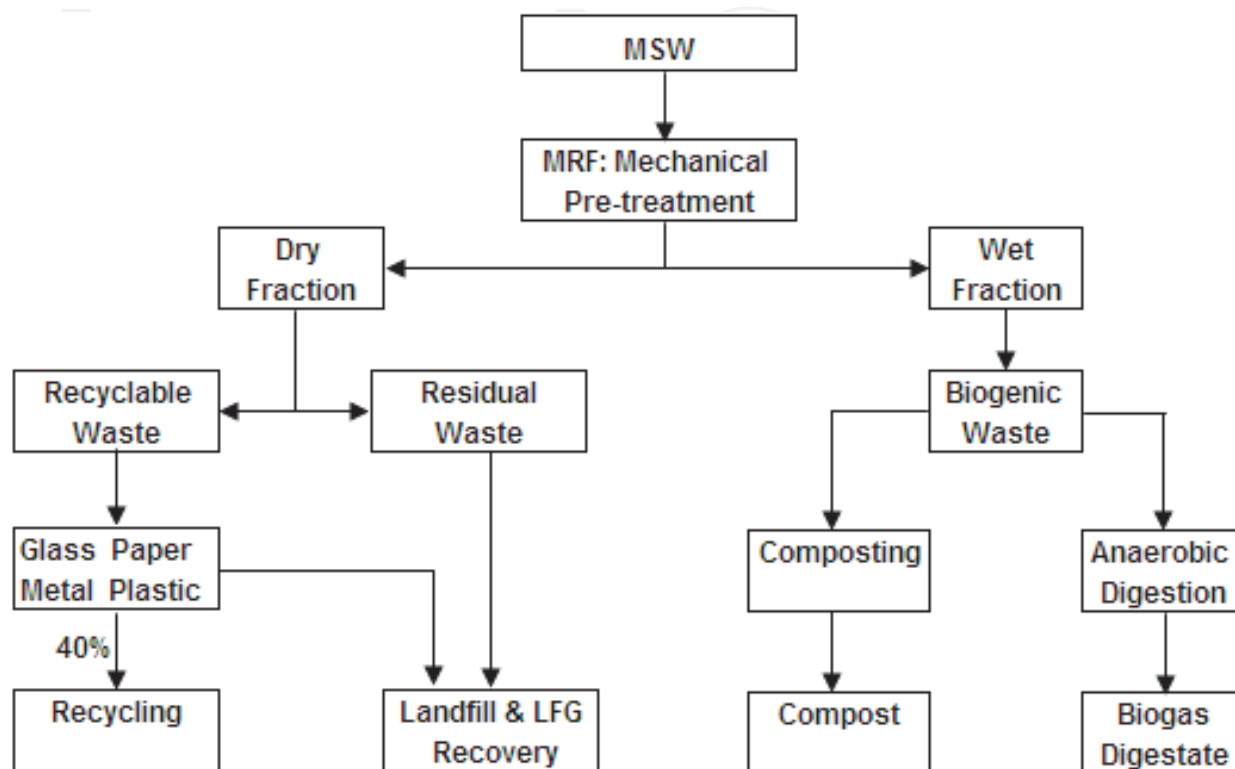 MSW
MRF: Mechanical
Pre-treatment
Dry
Fraction
Wet
Fraction
Recyclable
Waste
Residual
Waste
Biogenic
Waste
Glass Paper
Metal Plastic
Composting
Anaerobic
Digestion
40%
Recycling
Landfill & LFG
Recovery
Compost
Biogas
Digestate